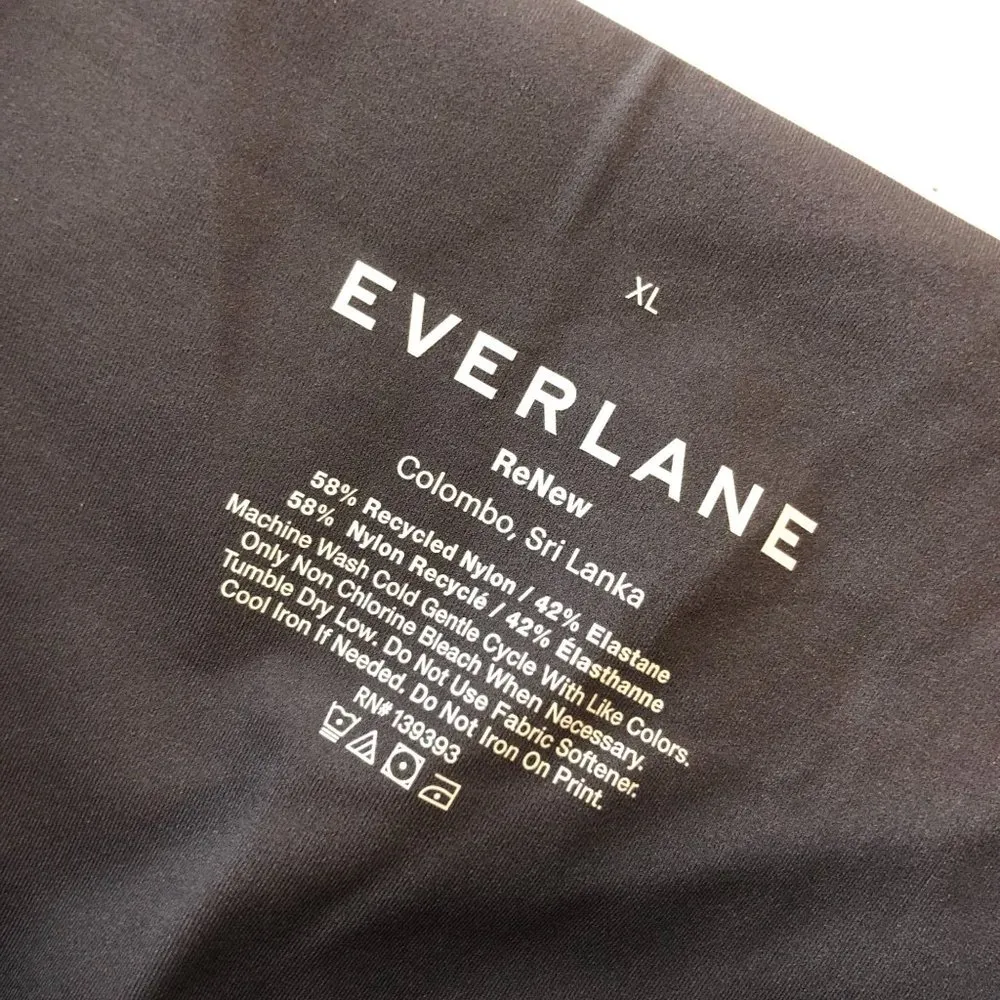 XL
EVERLANE
ReNew
Colombo, Sri Lanka
58% Recycled Nylon / 42% Elastane
58% Nylon Recyclé / 42% Élasthanne
Machine Wash Cold Gentle Cycle With Like Colors.
Only Non Chlorine Bleach When Necessary.
Tumble Dry Low. Do Not Use Fabric Softener.
Cool Iron If Needed. Do Not Iron On Print.
RN# 139393